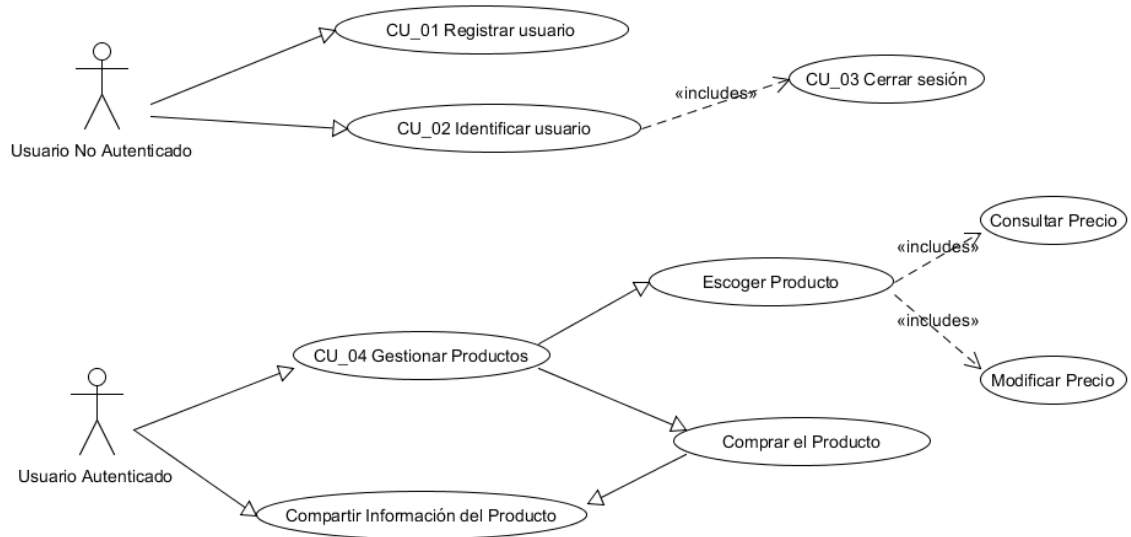 CU_01 Registrar usuario
CU_03 Cerrar sesión
«includes»
CU_02 Identificar usuario
Usuario No Autenticado
Consultar Precio
«includes»
Escoger Producto
«includes»
CU_04 Gestionar Productos
Modificar Precio
Comprar el Producto
Usuario Autenticado
Compartir Información del Producto